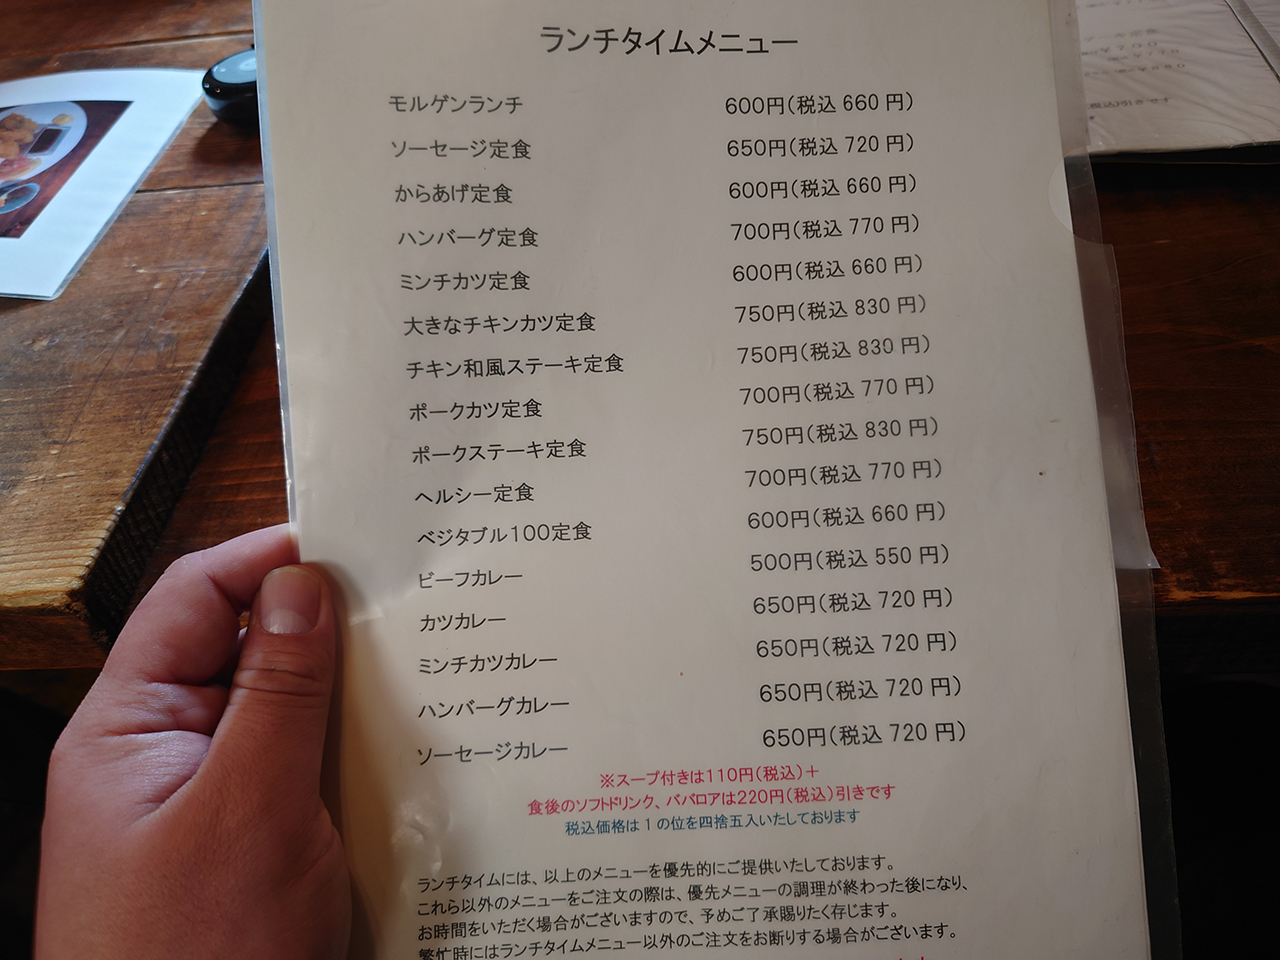 ランチタイムメニュー
モルゲンランチ 600円(税込 660 円)
ソーセージ定食 650円(税込 720 円)
からあげ定食 600円(税込 660 円)
ハンバーグ定食 700円(税込 770 円)
ミンチカツ定食 600円(税込 660 円)
大きなチキンカツ定食 750円(税込 830 円)
チキン和風ステーキ定食 750円(税込 830 円)
ポークカツ定食 700円(税込 770 円)
ポークステーキ定食 750円(税込 830 円)
ヘルシー定食 700円(税込 770 円)
ベジタブル100定食 600円(税込 660 円)
ビーフカレー 500円(税込 550 円)
カツカレー 650円(税込 720 円)
ミンチカツカレー 650円(税込 720 円)
ハンバーグカレー 650円(税込 720 円)
ソーセージカレー 650円(税込 720 円)
※スープ付きは110円(税込)＋
食後のソフトドリンク、ババロアは220円(税込)引きです
税込価格は１の位を四捨五入いたしております
ランチタイムには、以上のメニューを優先的にご提供いたしております。
これら以外のメニューをご注文の際は、優先メニューの調理が終わった後になり、
お時間をいただく場合がございますので、予めご了承賜りたく存じます。
繁忙時にはランチタイムメニュー以外のご注文をお断りする場合がございます。